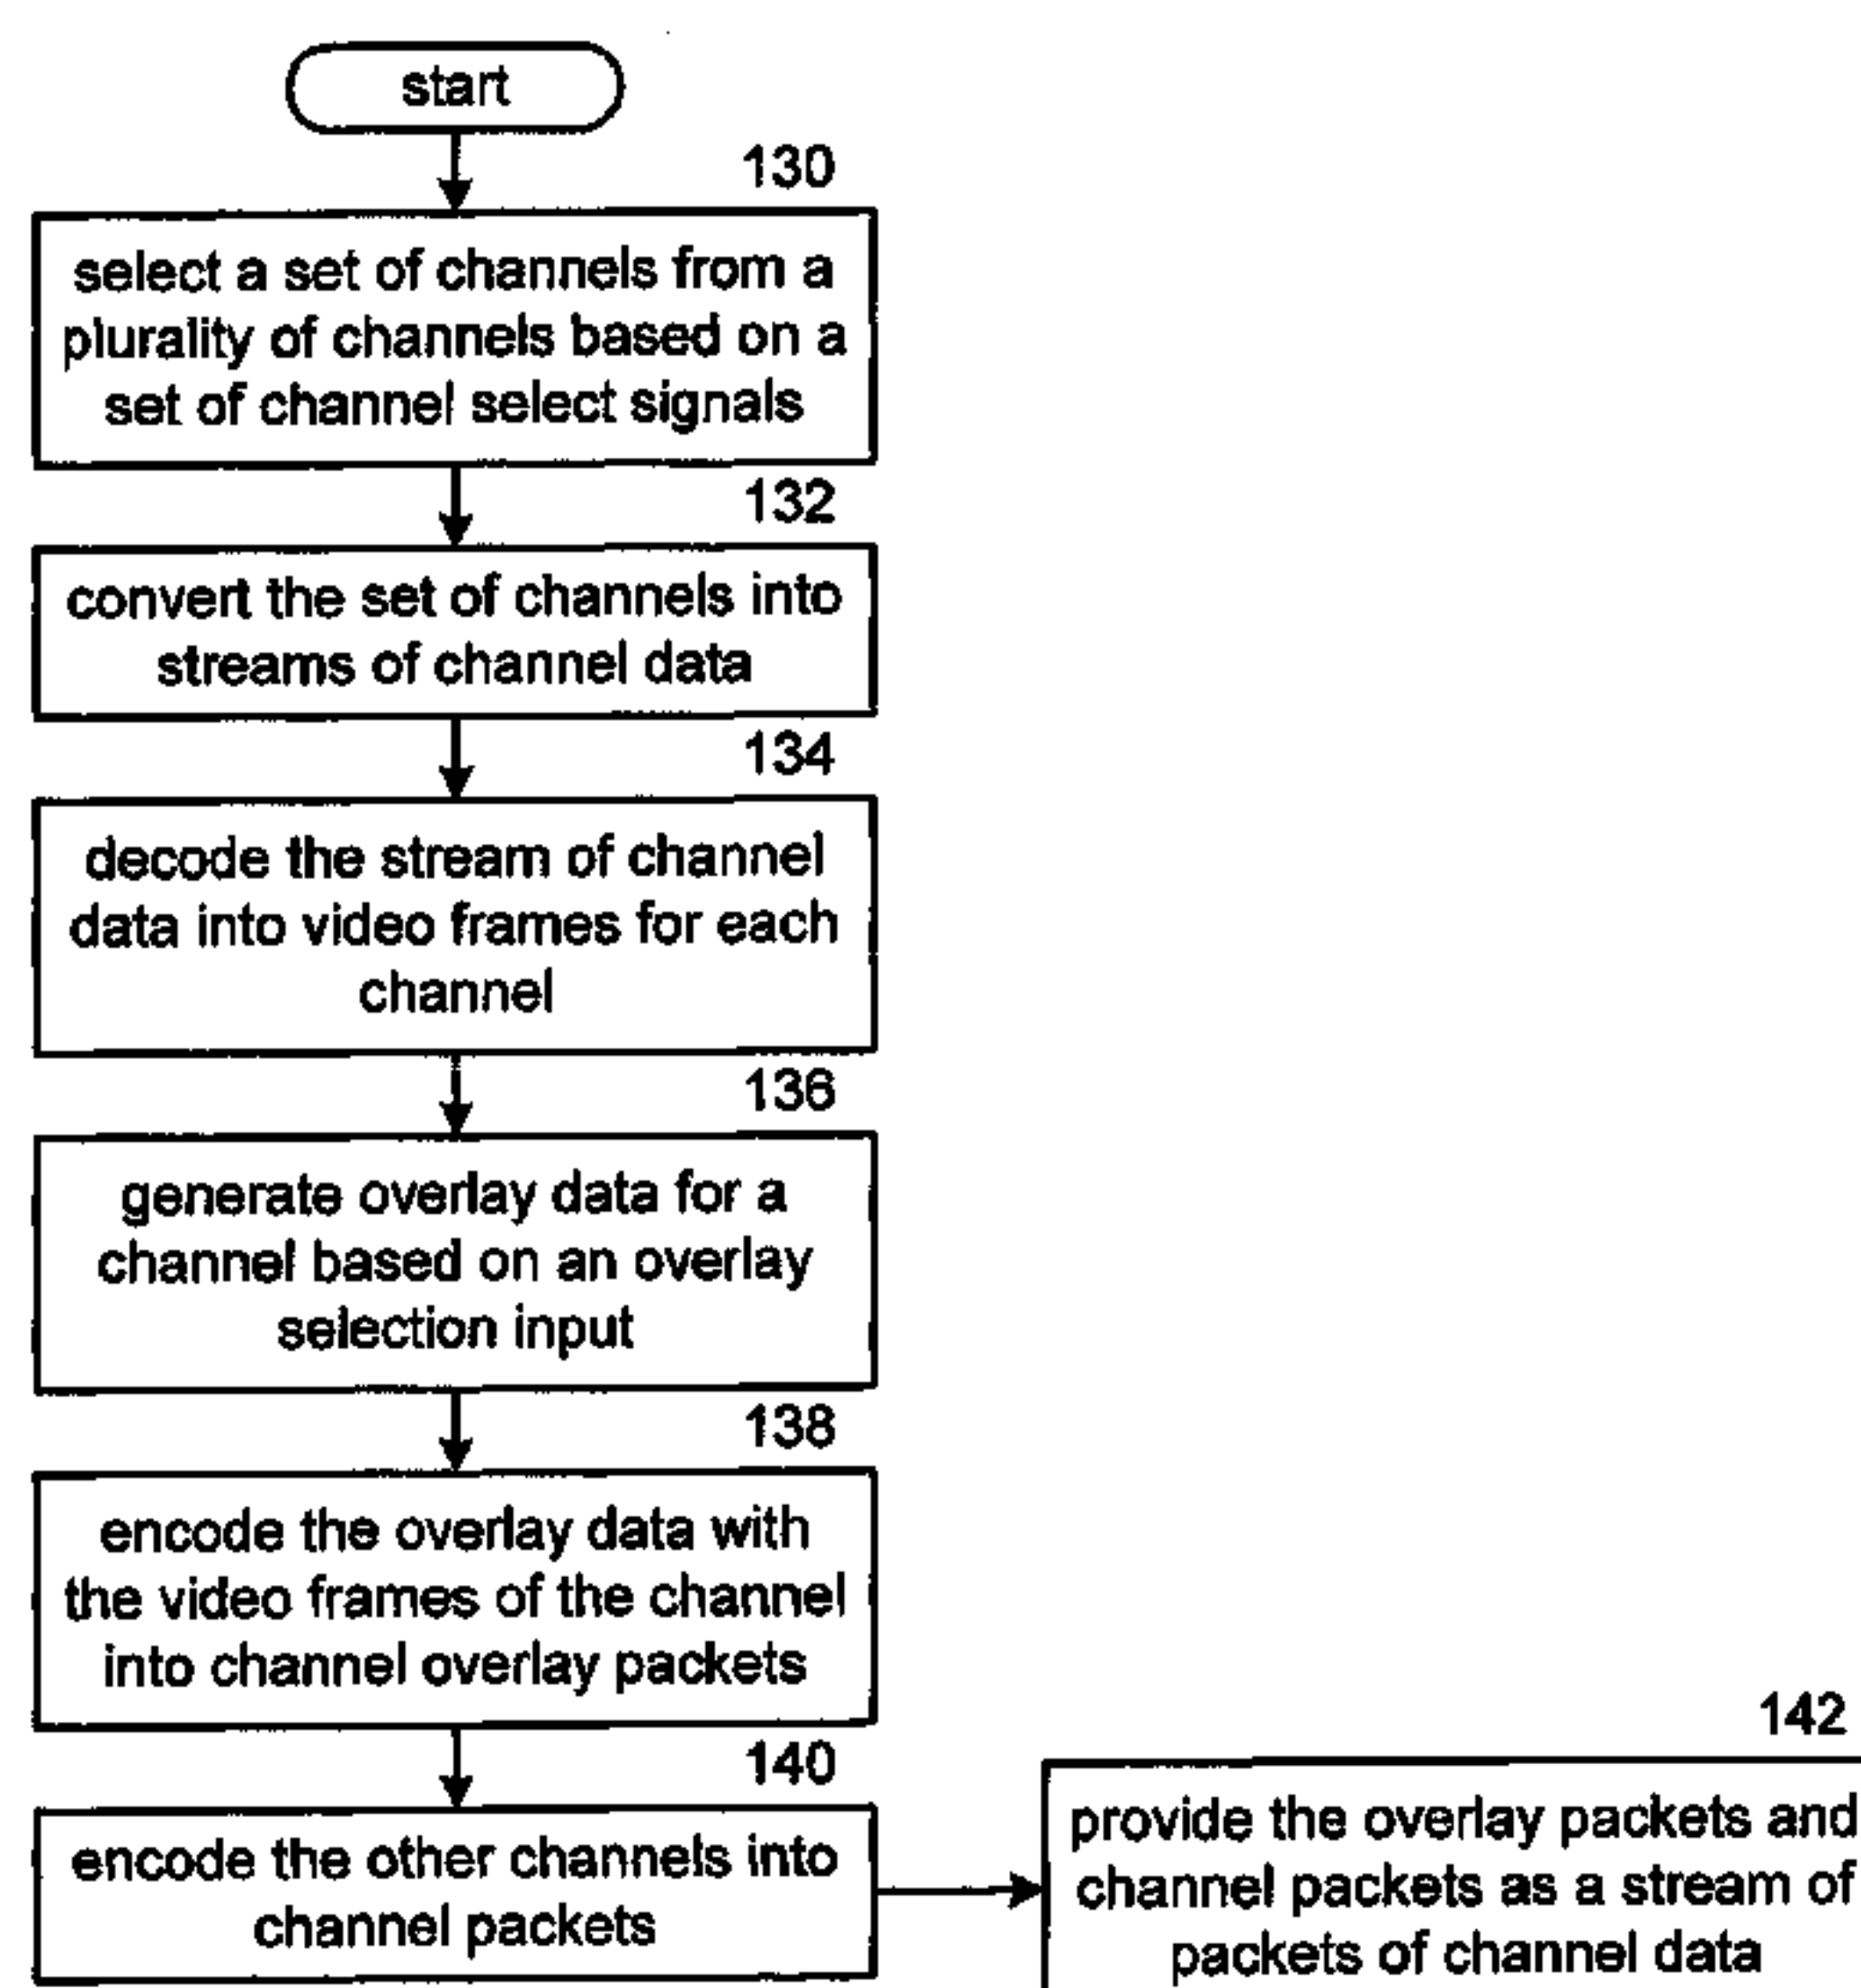 start
130
select a set of channels from a
plurality of channels based on a
set of channel select signals
132
convert the set of channels into
streams of channel data
134
decode the stream of channel
data into video frames for each
channel
136
generate overlay data for a
channel based on an overlay
selection input
138
encode the overlay data with
the video frames of the channel
into channel overlay packets
140
encode the other channels into
channel packets
142
provide the overlay packets and
channel packets as a stream of
packets of channel data